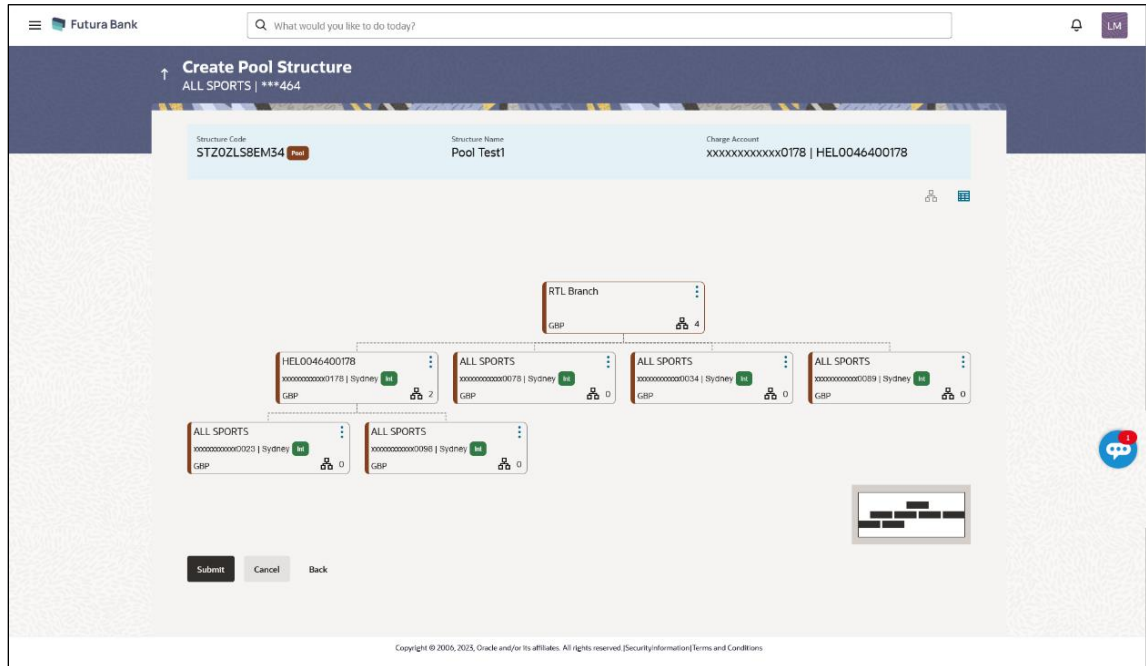 Futura Bank
What would you like to do today?
LM
Create Pool Structure
ALL SPORTS | ***464
Structure Code
STZ0ZLS8EM34 Pool
Structure Name
Pool Test1
Charge Account
xxxxxxxxxxxx0178 | HEL0046400178
RTL Branch
GBP 4
HEL0046400178
xxxxxxxxxxxx0178 | Sydney Int
GBP 2
ALL SPORTS
xxxxxxxxxxxx0078 | Sydney Int
GBP 0
ALL SPORTS
xxxxxxxxxxxx0034 | Sydney Int
GBP 0
ALL SPORTS
xxxxxxxxxxxx0089 | Sydney Int
GBP 0
ALL SPORTS
xxxxxxxxxxxx0023 | Sydney Int
GBP 0
ALL SPORTS
xxxxxxxxxxxx0098 | Sydney Int
GBP 0
1
Submit Cancel Back
Copyright © 2006, 2023, Oracle and/or its affiliates. All rights reserved.|SecurityInformation|Terms and Conditions